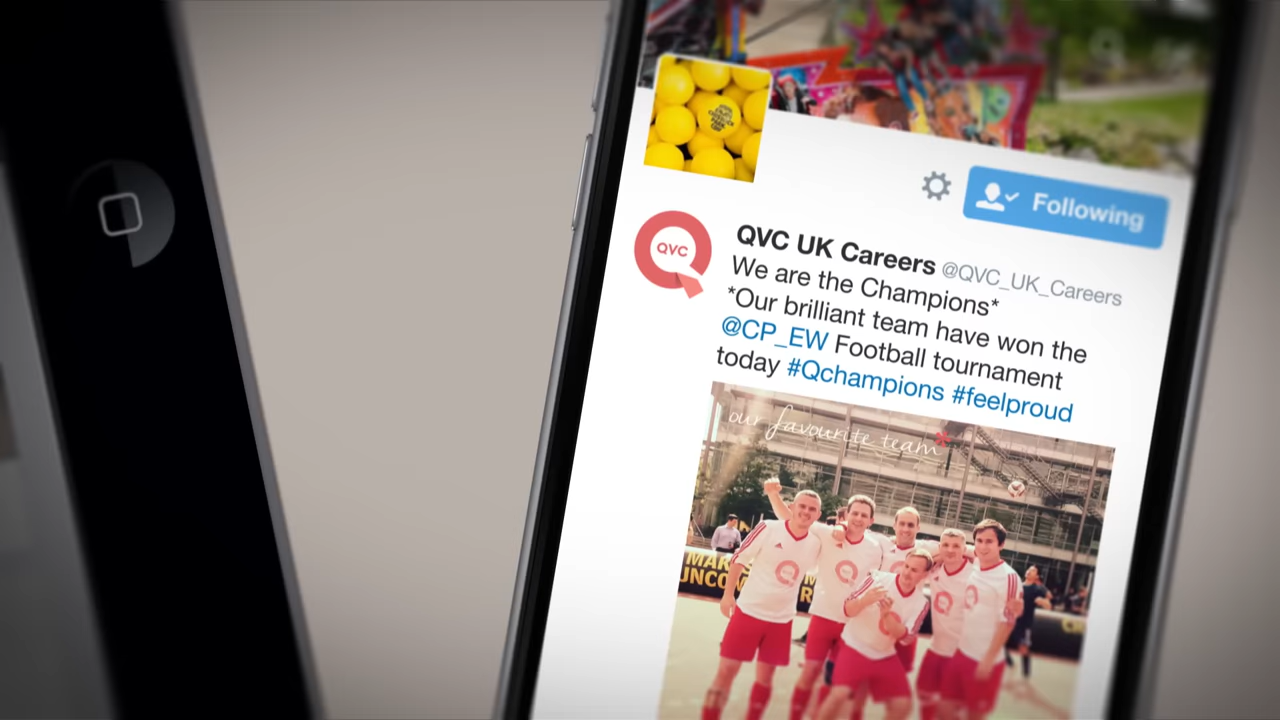 Following
QVC
QVC UK Careers @QVC_UK_Careers
We are the Champions*
*Our brilliant team have won the
@CP_EW Football tournament
today #Qchampions #feelproud
our favourite team*